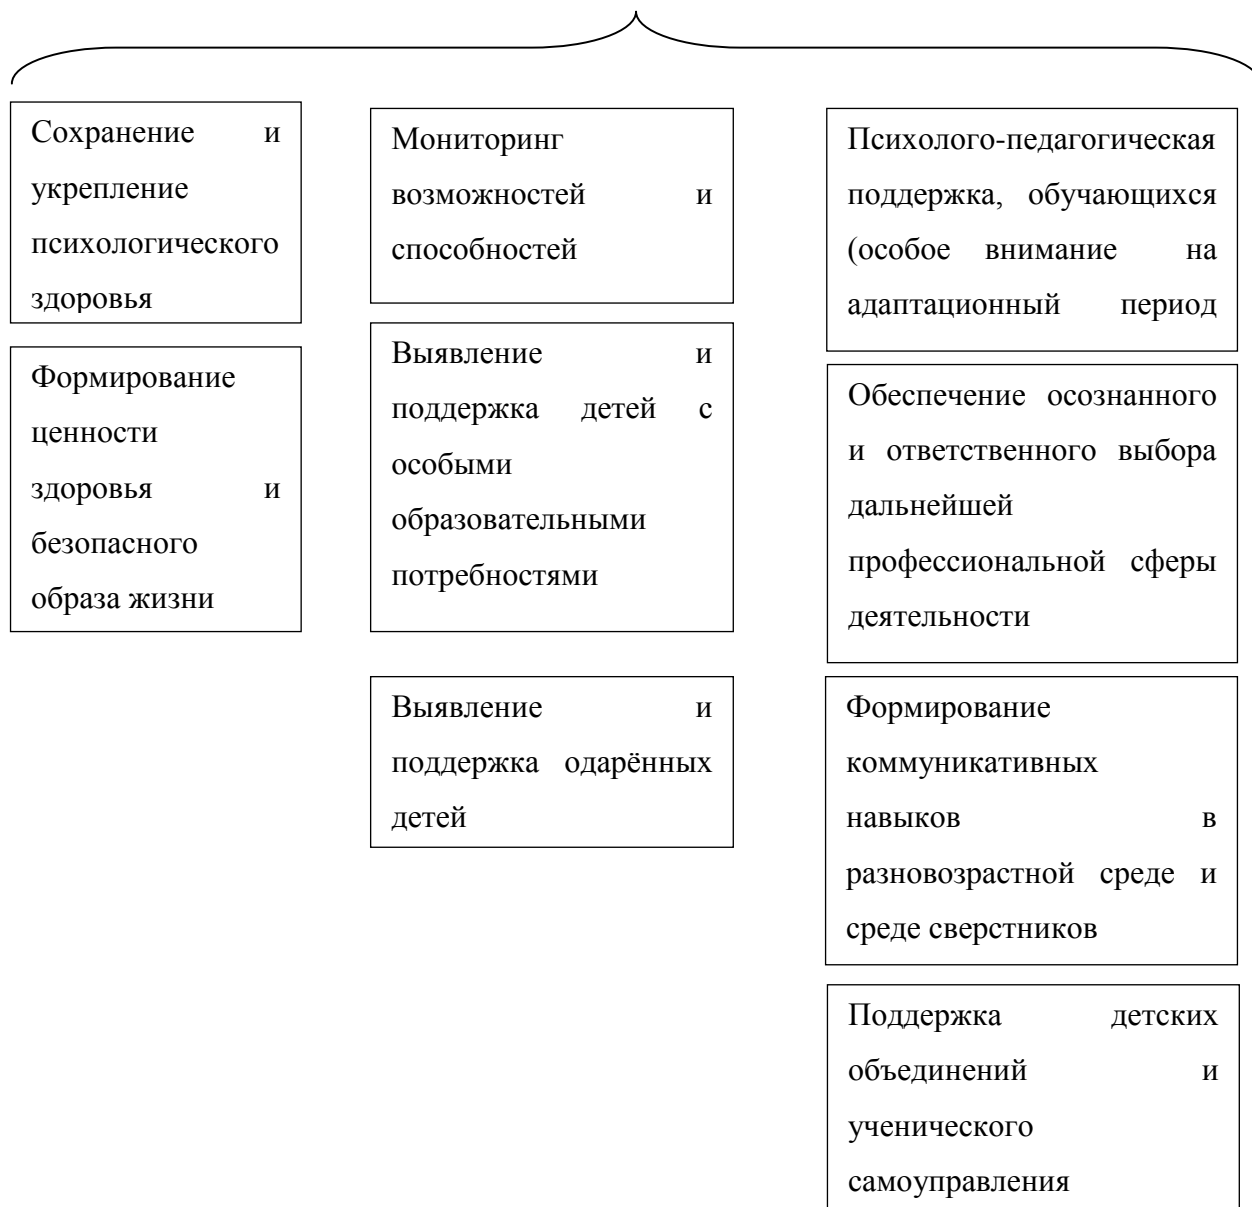 Сохранение и
укрепление
психологического
здоровья
Формирование
ценности
здоровья и
безопасного
образа жизни
Мониторинг
возможностей и
способностей
Выявление и
поддержка детей с
особыми
образовательными
потребностями
Выявление и
поддержка одарённых
детей
Психолого-педагогическая
поддержка, обучающихся
(особое внимание на
адаптационный период
Обеспечение осознанного
и ответственного выбора
дальнейшей
профессиональной сферы
деятельности
Формирование
коммуникативных
навыков в
разновозрастной среде и
среде сверстников
Поддержка детских
объединений и
ученического
самоуправления